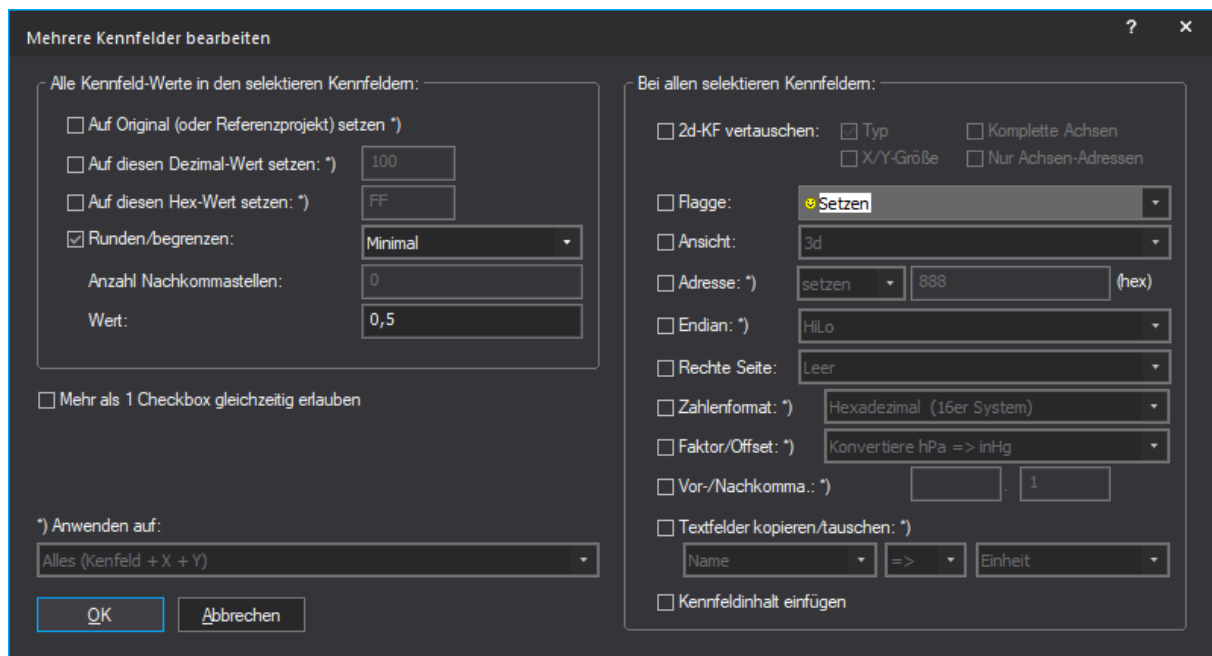 Mehrere Kennfelder bearbeiten
?
×
Alle Kennfeld-Werte in den selektieren Kennfeldern:
Auf Original (oder Referenzprojekt) setzen *)
Auf diesen Dezimal-Wert setzen: *) 100
Auf diesen Hex-Wert setzen: *) FF
Runden/begrenzen: Minimal
Anzahl Nachkommastellen: 0
Wert: 0,5
Mehr als 1 Checkbox gleichzeitig erlauben
*) Anwenden auf:
Alles (Kenfeld + X + Y)
OK Abbrechen
Bei allen selektieren Kennfeldern:
2d-KF vertauschen: Typ Komplette Achsen
X/Y-Größe Nur Achsen-Adressen
Flagge: Setzen
Ansicht: 3d
Adresse: *) setzen 888 (hex)
Endian: *) HiLo
Rechte Seite: Leer
Zahlenformat: *) Hexadezimal (16er System)
Faktor/Offset: *) Konvertiere hPa => inHg
Vor-/Nachkomma.: *) . 1
Textfelder kopieren/tauschen: *)
Name => Einheit
Kennfeldinhalt einfügen